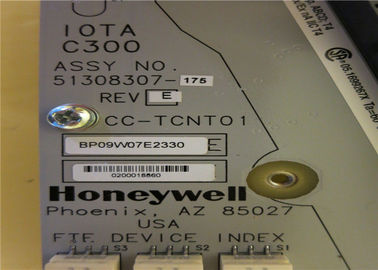 IOTA
C300
ASSY NO.
51308307-175
REV E
CC-TCNT01
BP09W07E2330 E
0200016860
Honeywell
Phoenix, AZ 85027
USA
FTE DEVICE INDEX
S3 S2 S1